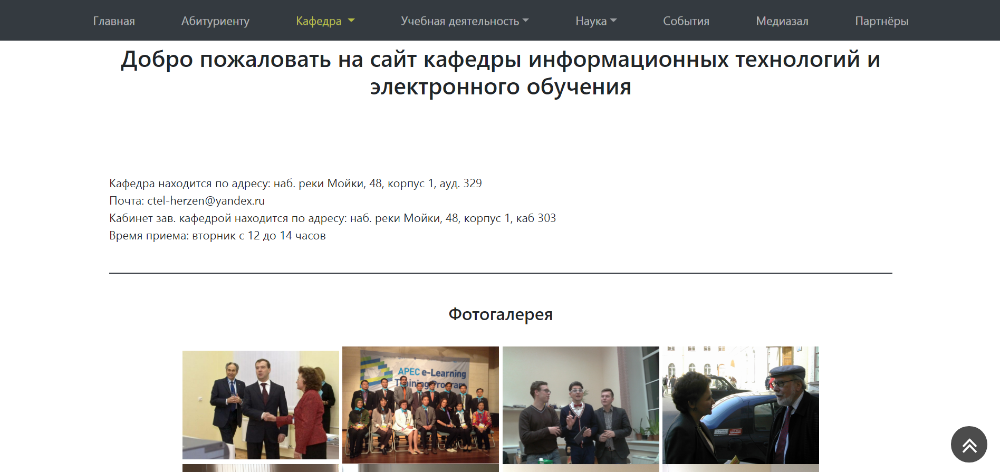 Главная Абитуриенту Кафедра Учебная деятельность Наука События Медиазал Партнёры
Добро пожаловать на сайт кафедры информационных технологий и
электронного обучения
Кафедра находится по адресу: наб. реки Мойки, 48, корпус 1, ауд. 329
Почта: ctel-herzen@yandex.ru
Кабинет зав. кафедрой находится по адресу: наб. реки Мойки, 48, корпус 1, каб 303
Время приема: вторник с 12 до 14 часов
Фотогалерея
APEC e-Learning
Training Program